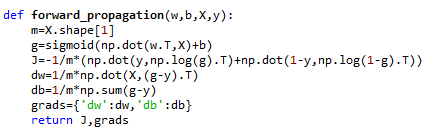 def forward_propagation(w,b,X,y):
    m=X.shape[1]
    g=sigmoid(np.dot(w.T,X)+b)
    J=-1/m*(np.dot(y,np.log(g).T)+np.dot(1-y,np.log(1-g).T))
    dw=1/m*np.dot(X,(g-y).T)
    db=1/m*np.sum(g-y)
    grads={'dw':dw,'db':db}
    return J,grads